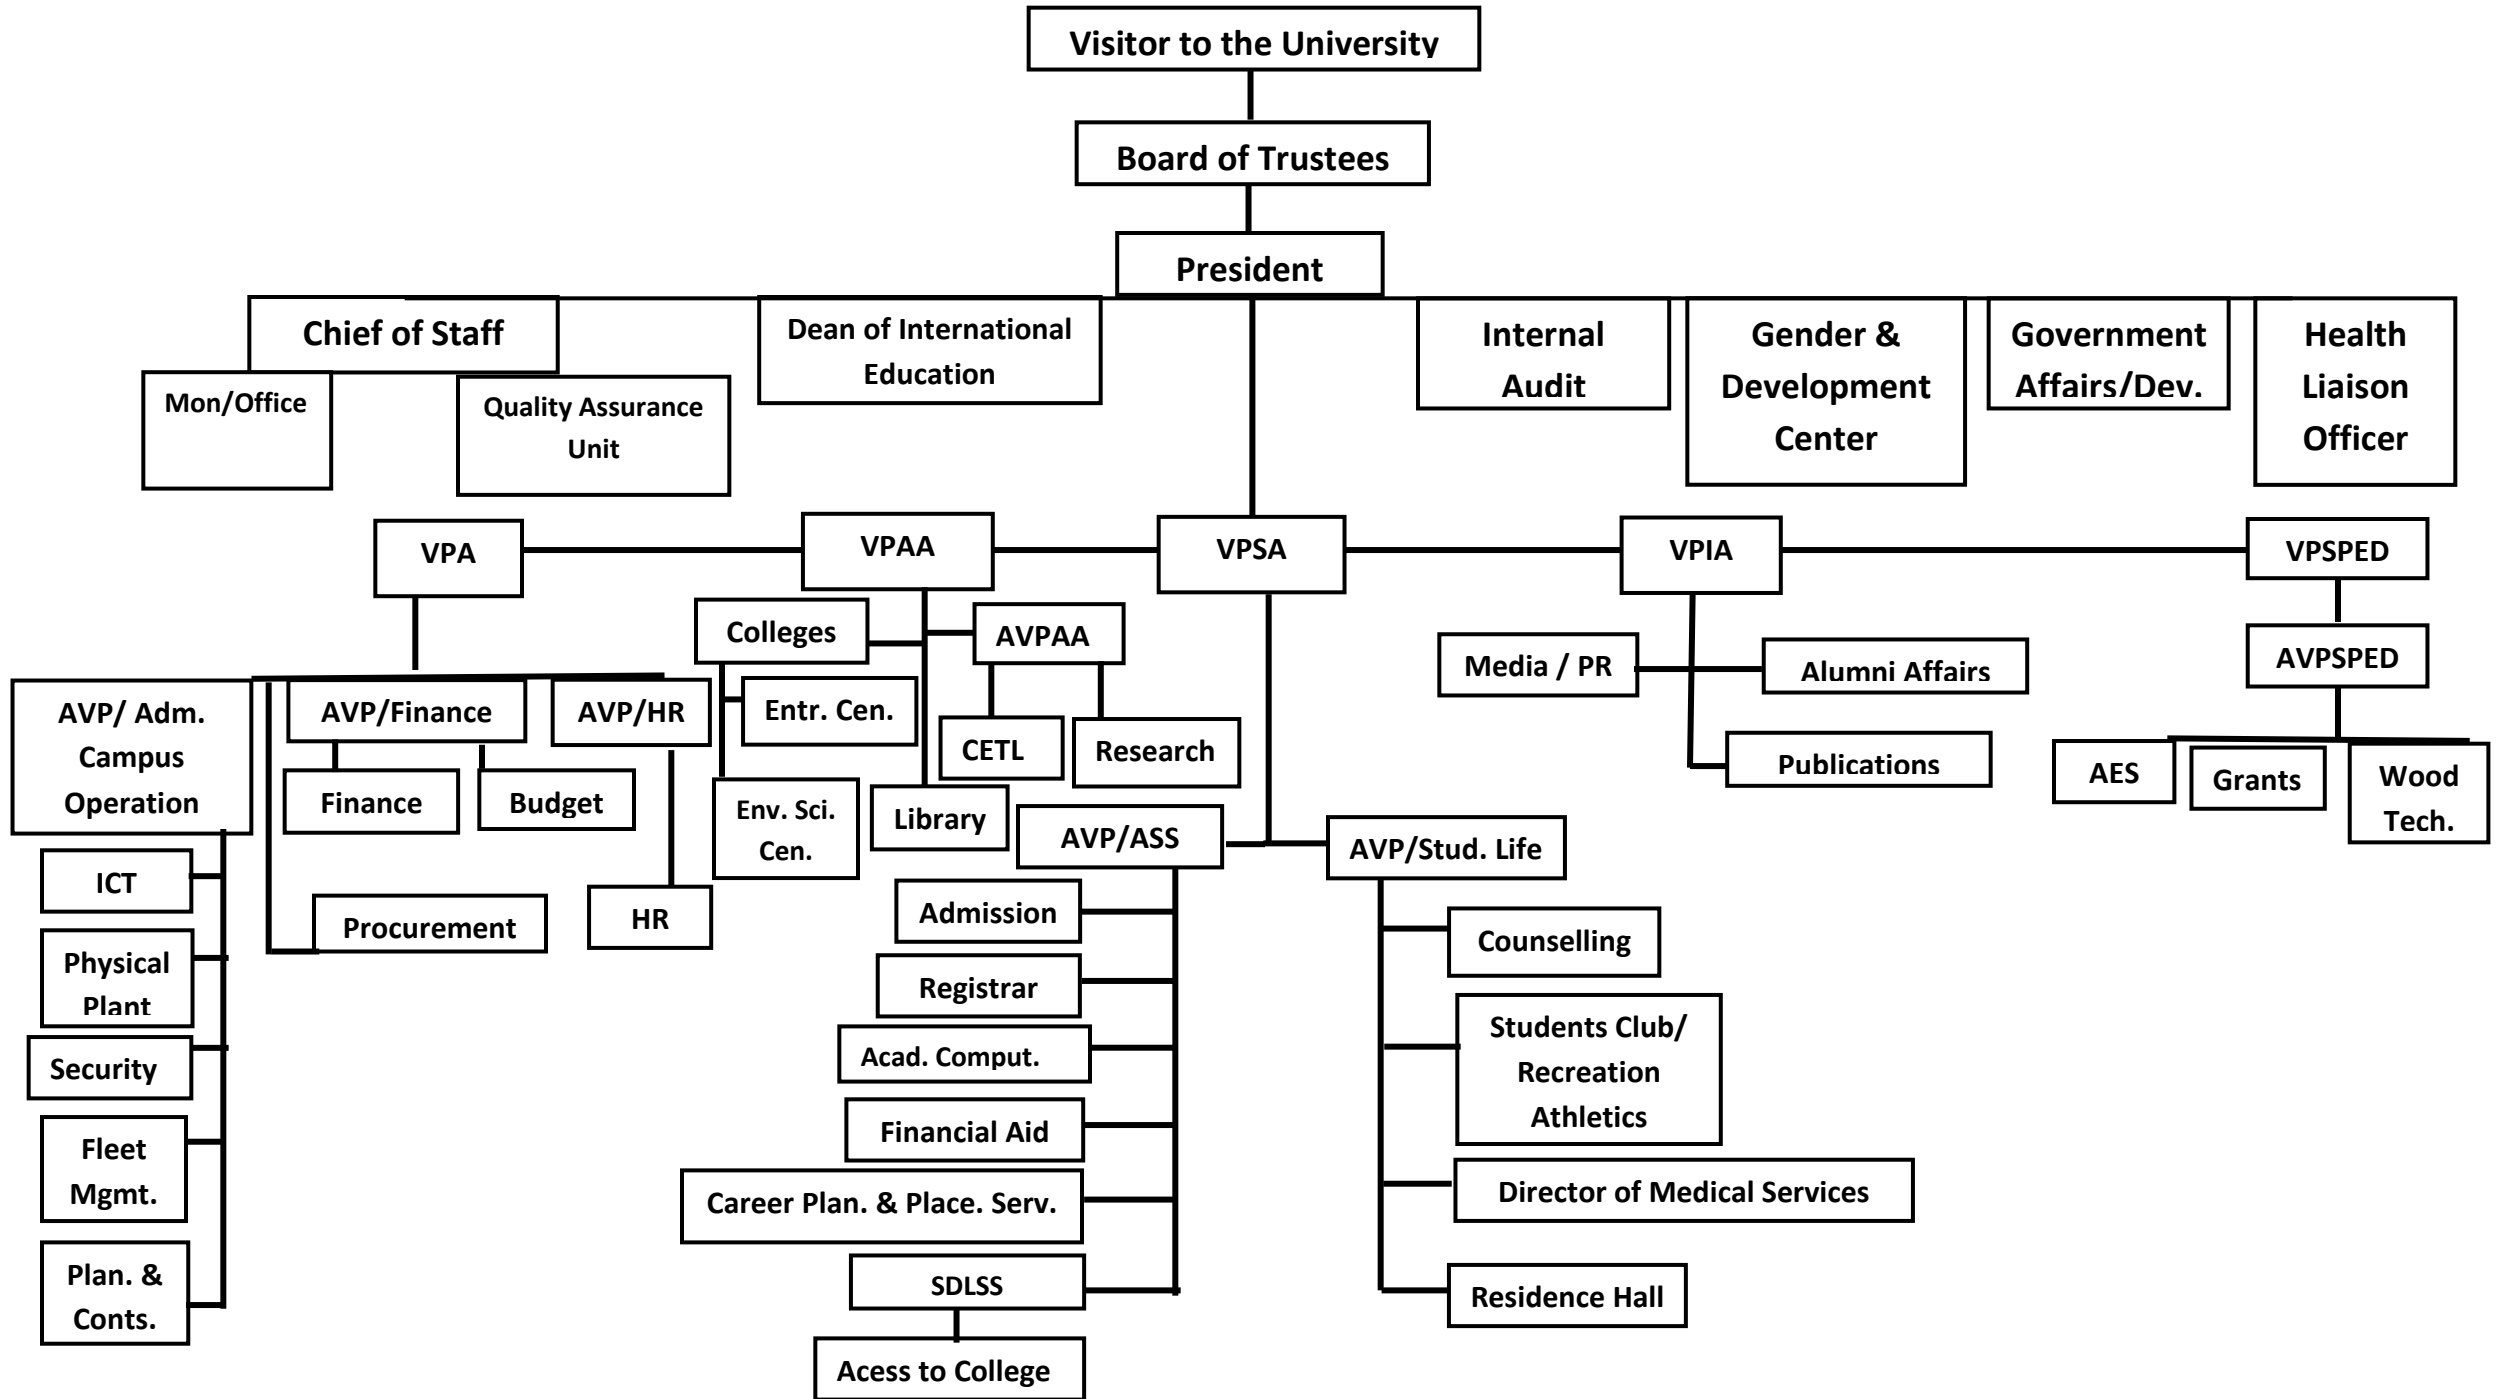 Visitor to the University
Board of Trustees
President
Chief of Staff
Dean of International
Education
Internal
Audit
Gender &
Development
Center
Government
Affairs/Dev.
Health
Liaison
Officer
Mon/Office
Quality Assurance
Unit
VPA
VPAA
VPSA
VPIA
VPSPED
Colleges
AVPAA
Media / PR
Alumni Affairs
AVPSPED
AVP/ Adm.
Campus
Operation
AVP/Finance
AVP/HR
Entr. Cen.
CETL
Research
Publications
AES
Grants
Wood
Tech.
Finance
Budget
Env. Sci.
Cen.
Library
AVP/ASS
AVP/Stud. Life
ICT
Procurement
HR
Admission
Counselling
Physical
Plant
Registrar
Students Club/
Recreation
Athletics
Security
Acad. Comput.
Fleet
Mgmt.
Financial Aid
Career Plan. & Place. Serv.
Director of Medical Services
Plan. &
Conts.
SDLSS
Residence Hall
Acess to College